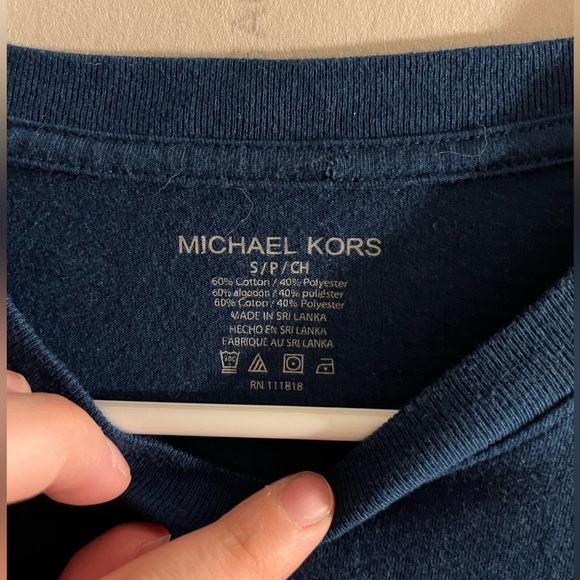 MICHAEL KORS
S / P / CH
60% Cotton / 40% Polyester
60% algodón / 40% poliéster
60% Coton / 40% Polyester
MADE IN SRI LANKA
HECHO EN SRI LANKA
FABRIQUÉ AU SRI LANKA
RN 111818